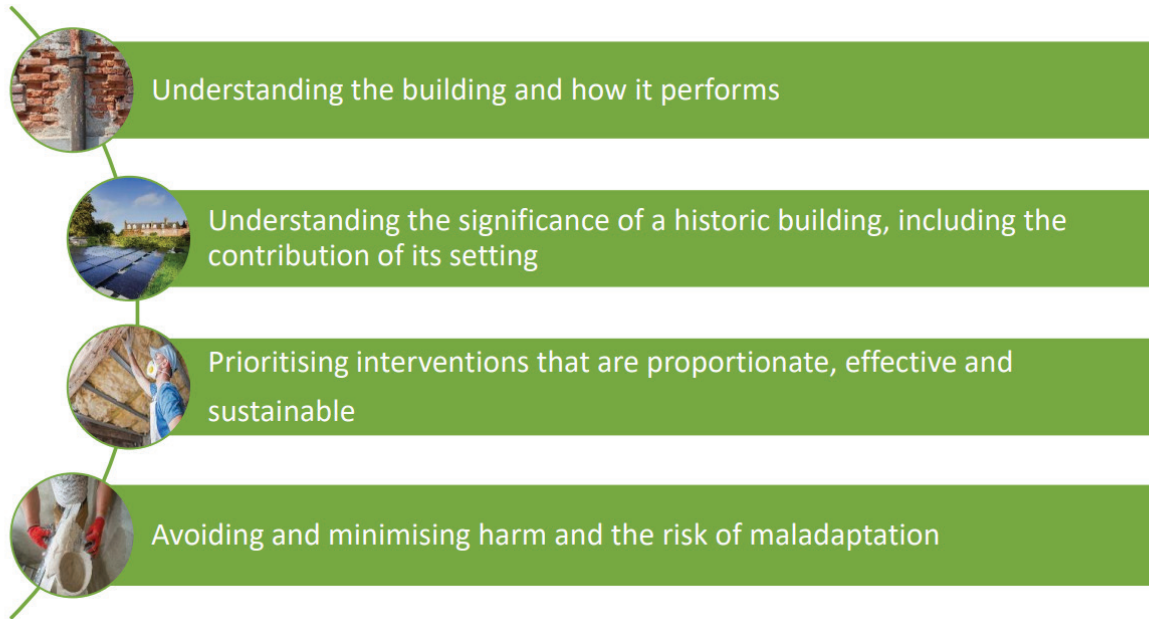 Understanding the building and how it performs
Understanding the significance of a historic building, including the
contribution of its setting
Prioritising interventions that are proportionate, effective and
sustainable
Avoiding and minimising harm and the risk of maladaptation